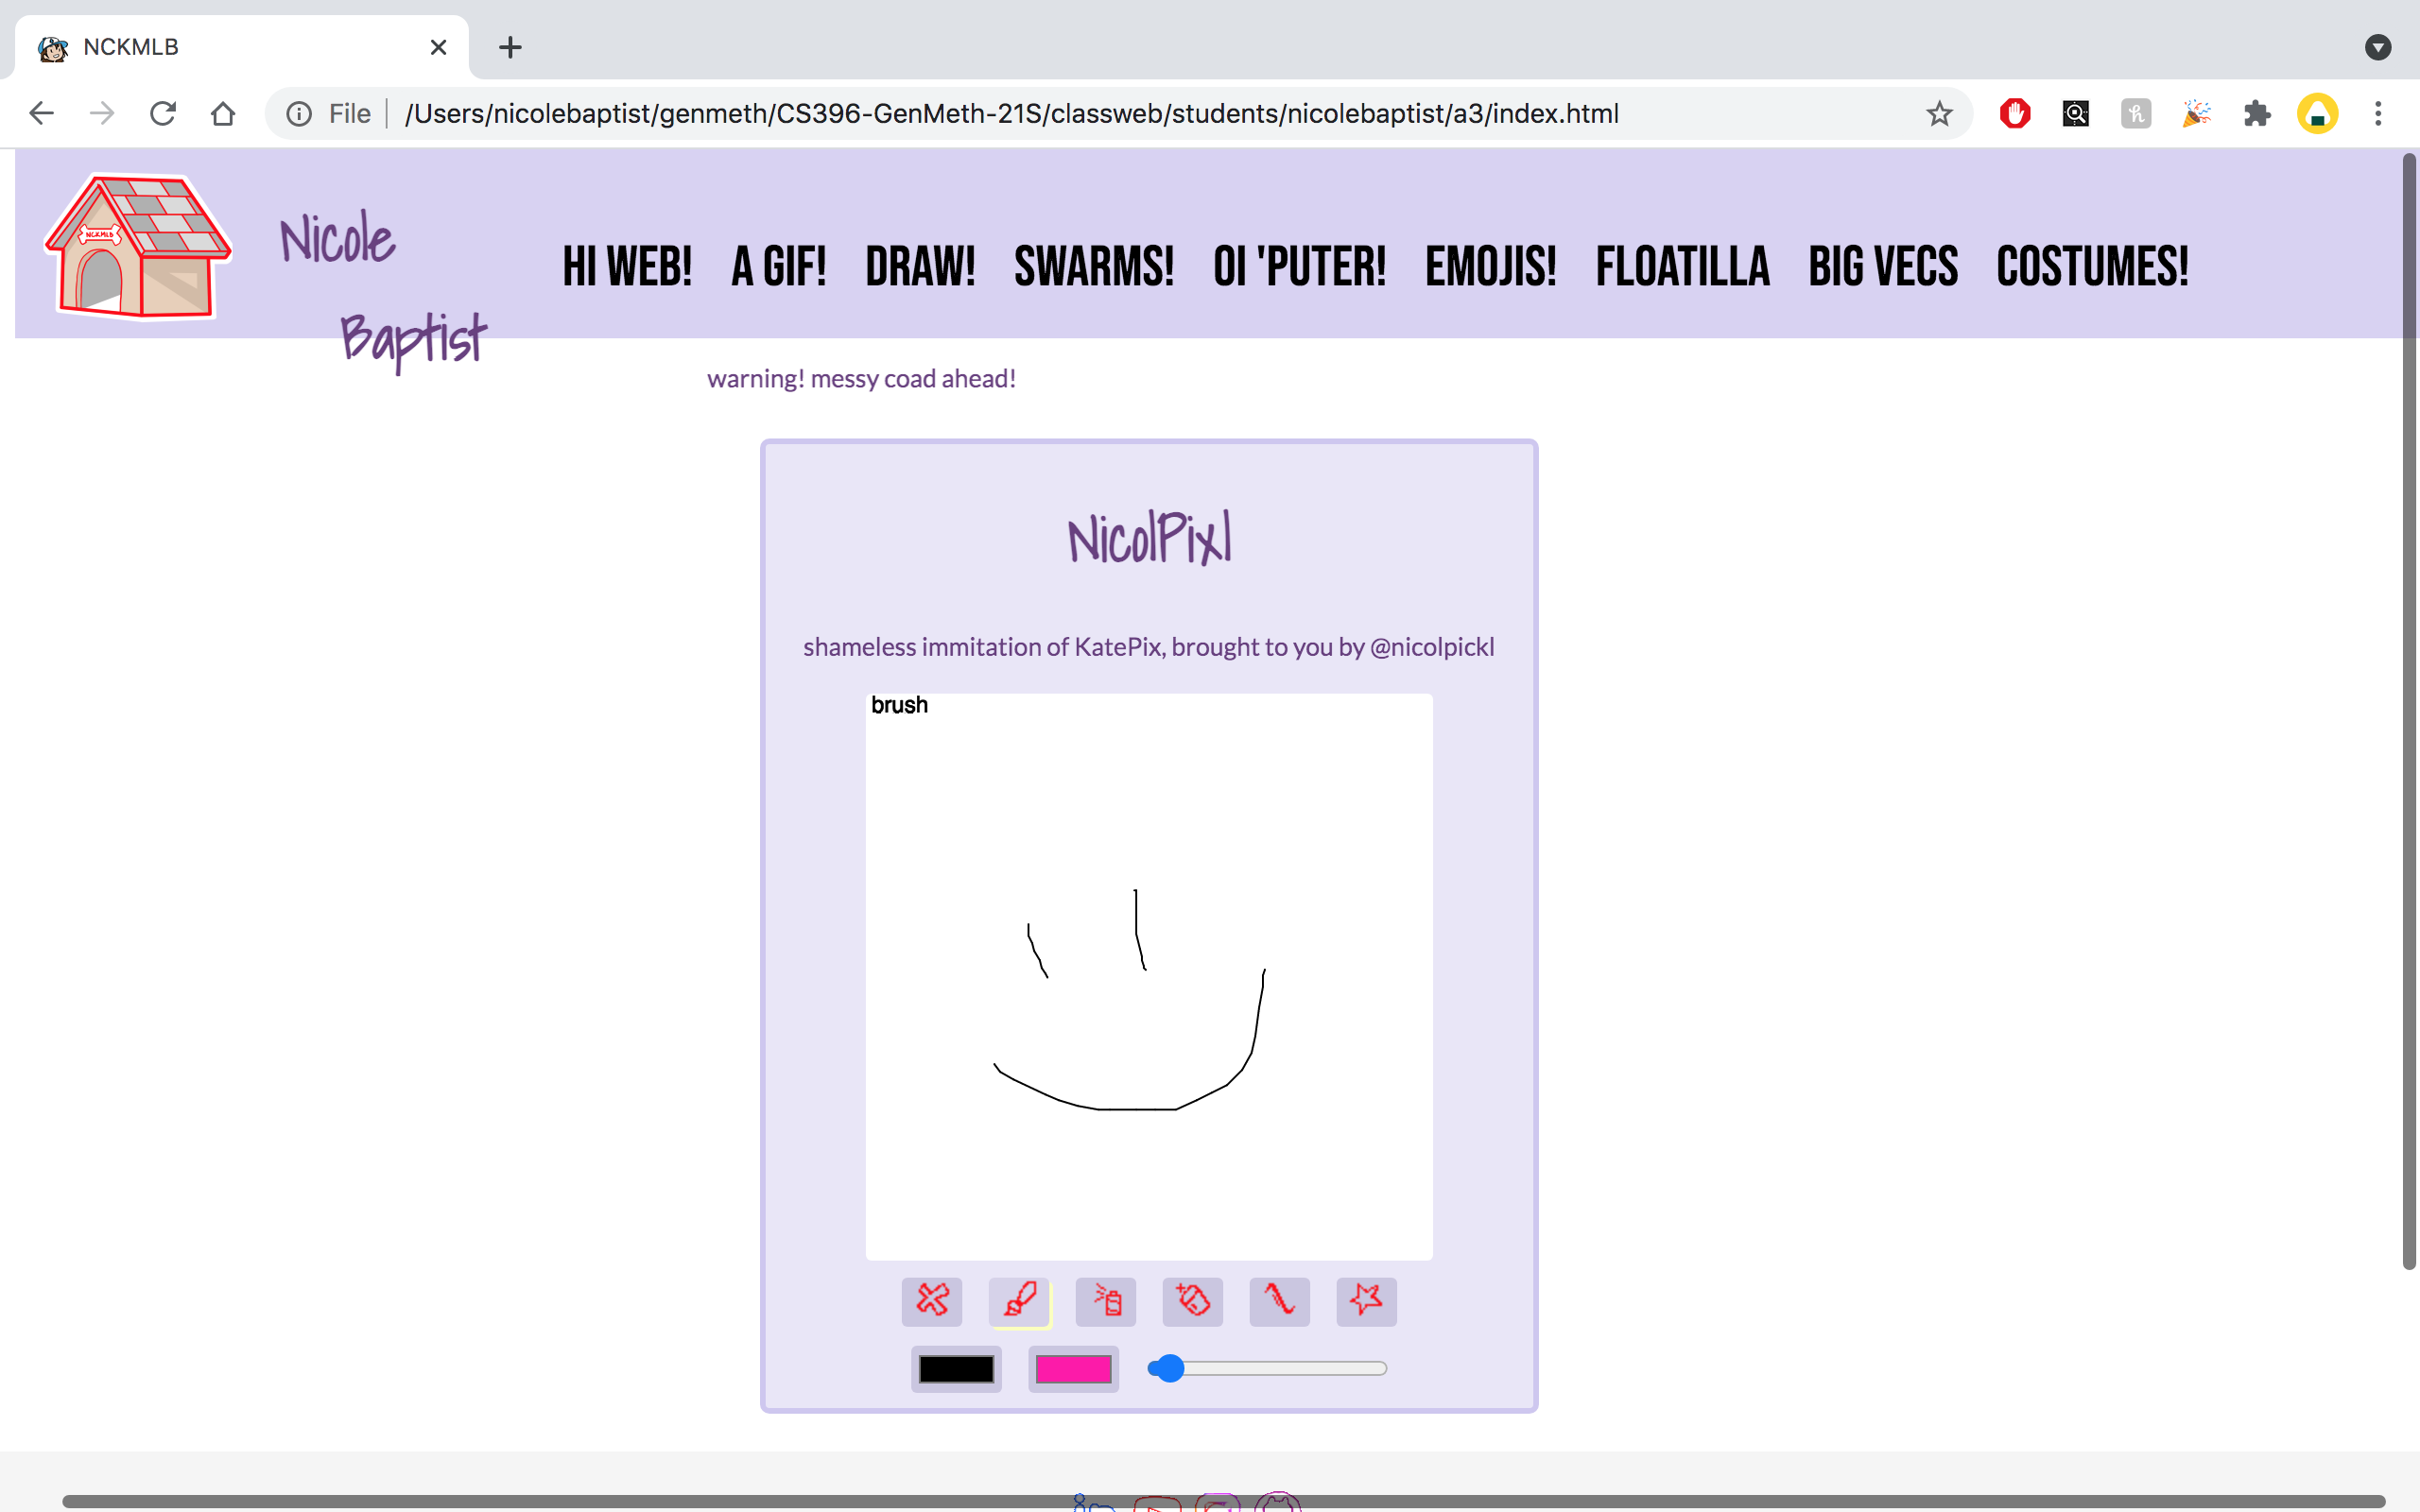 NCKMLB
File
/Users/nicolebaptist/genmeth/CS396-GenMeth-21S/classweb/students/nicolebaptist/a3/index.html
NCKMLB
Nicole
Baptist
HI WEB! A GIF! DRAW! SWARMS! OI 'PUTER! EMOJIS! FLOATILLA BIG VECS COSTUMES!
warning! messy coad ahead!
NicolPixl
shameless immitation of KatePix, brought to you by @nicolpickl
brush